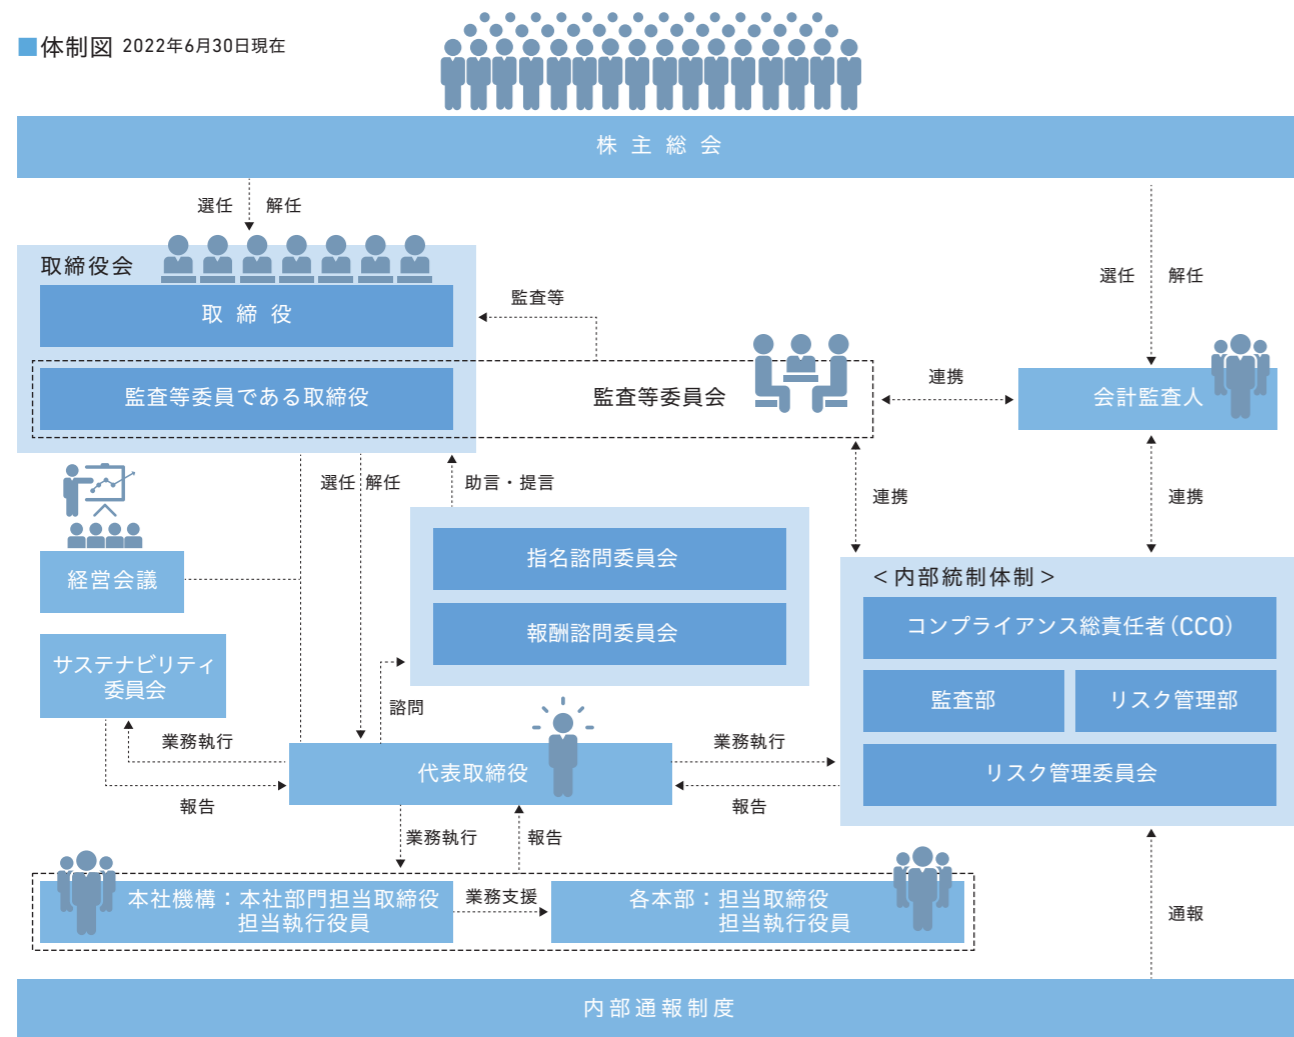 ■体制図 2022年6月30日現在
株主総会
選任 解任
選任 解任
取締役会
取締役
監査等
監査等委員である取締役
監査等委員会
連携
会計監査人
選任 解任
助言・提言
連携
連携
指名諮問委員会
報酬諮問委員会
経営会議
サステナビリティ
委員会
<内部統制体制>
コンプライアンス総責任者(CCO)
監査部
リスク管理部
リスク管理委員会
諮問
業務執行
報告
代表取締役
業務執行
報告
業務執行
報告
本社機構:本社部門担当取締役
担当執行役員
業務支援
各本部:担当取締役
担当執行役員
通報
内部通報制度